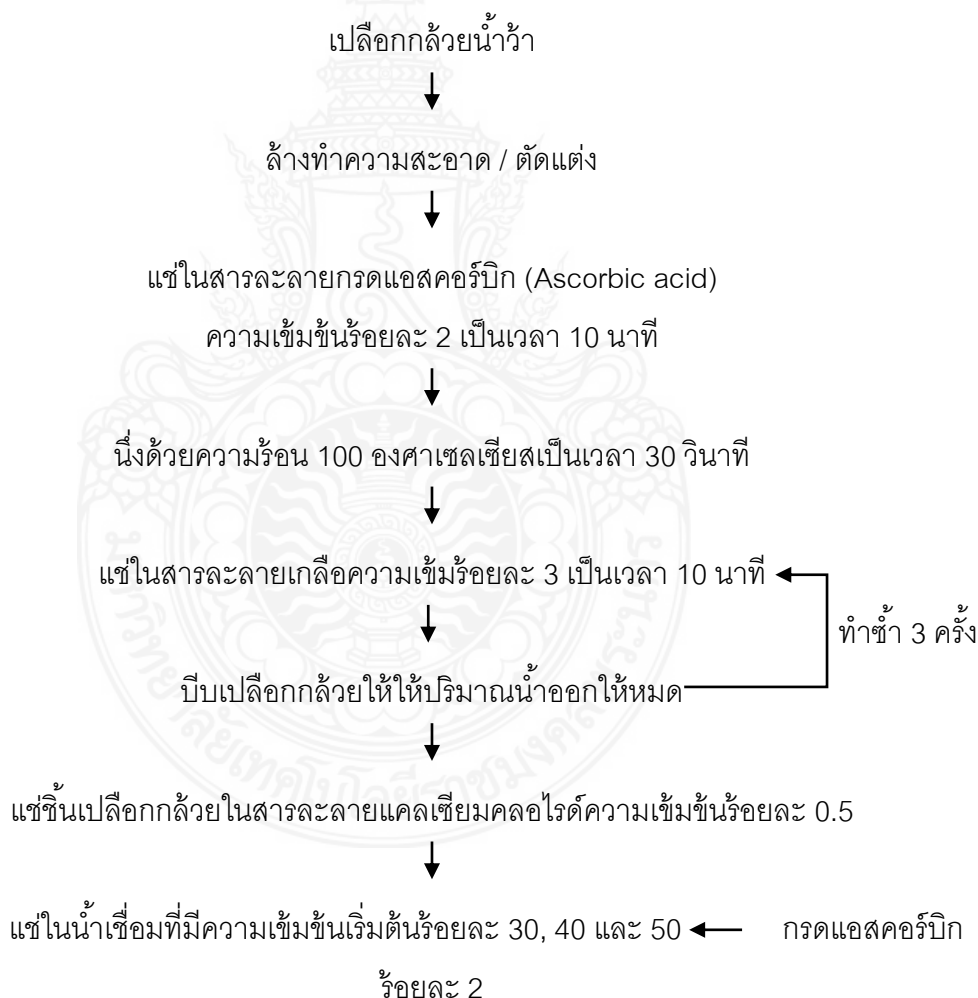 เปลือกกล้วยน้ำว้า
ล้างทำความสะอาด / ตัดแต่ง
แช่ในสารละลายกรดแอสคอร์บิก (Ascorbic acid)
ความเข้มข้นร้อยละ 2 เป็นเวลา 10 นาที
นึ่งด้วยความร้อน 100 องศาเซลเซียสเป็นเวลา 30 วินาที
แช่ในสารละลายเกลือความเข้มร้อยละ 3 เป็นเวลา 10 นาที
ทำซ้ำ 3 ครั้ง
บีบเปลือกกล้วยให้ให้ปริมาณน้ำออกให้หมด
แช่ชิ้นเปลือกกล้วยในสารละลายแคลเซียมคลอไรด์ความเข้มข้นร้อยละ 0.5
แช่ในน้ำเชื่อมที่มีความเข้มข้นเริ่มต้นร้อยละ 30, 40 และ 50 กรดแอสคอร์บิก
ร้อยละ 2